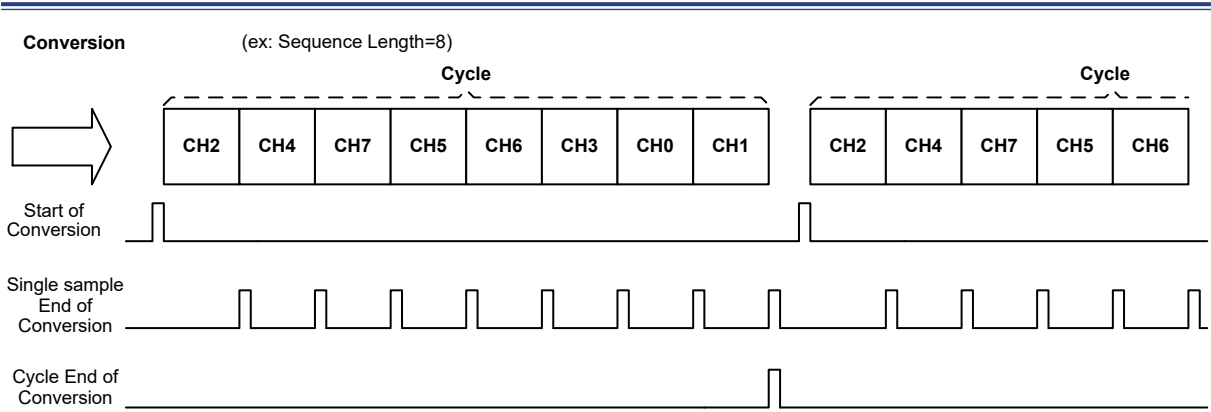 Conversion (ex: Sequence Length=8)
Cycle Cycle
CH2 CH4 CH7 CH5 CH6 CH3 CH0 CH1 CH2 CH4 CH7 CH5 CH6
Start of
Conversion
Single sample
End of
Conversion
Cycle End of
Conversion